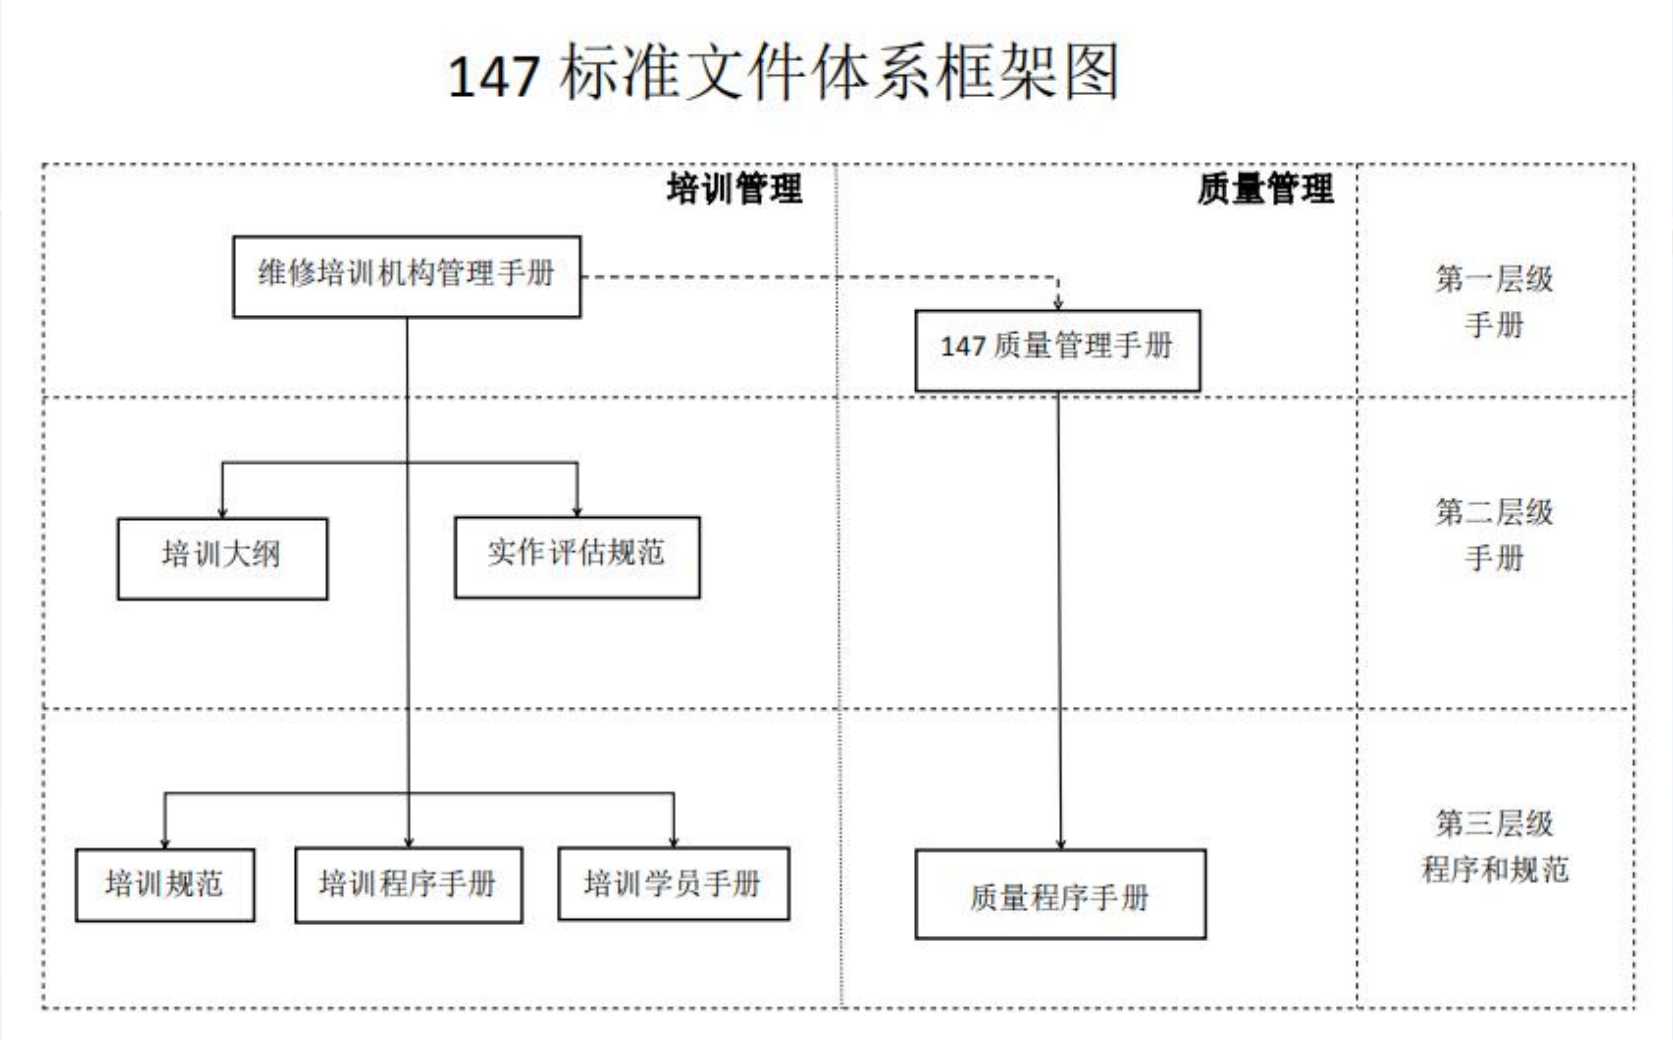 147 标准文件体系框架图
培训管理
质量管理
维修培训机构管理手册
147 质量管理手册
第一层级
手册
培训大纲
实作评估规范
第二层级
手册
培训规范
培训程序手册
培训学员手册
质量程序手册
第三层级
程序和规范